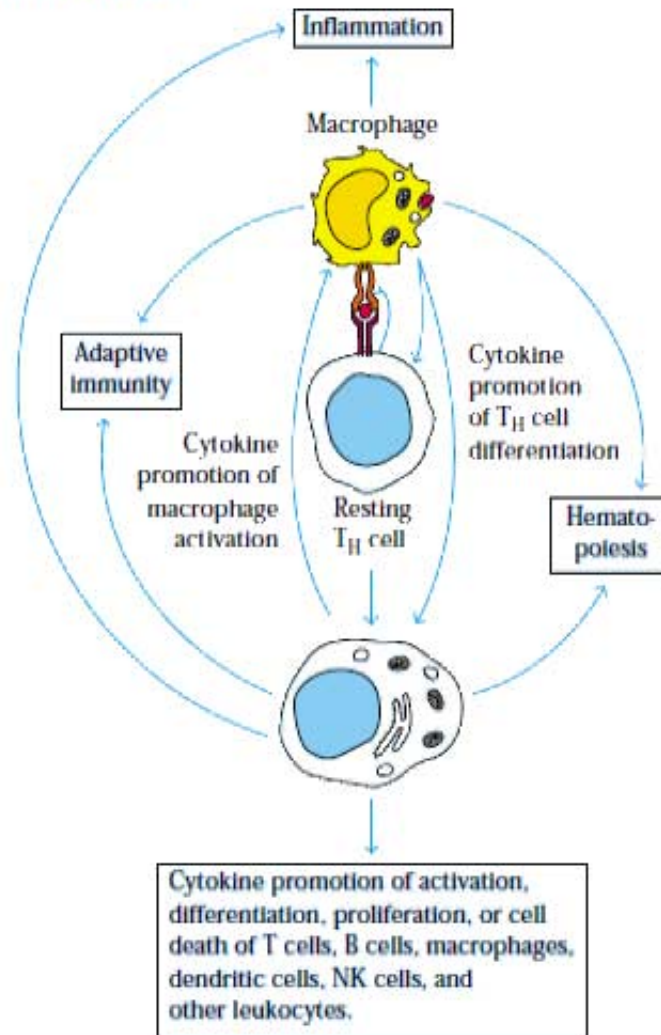 Inflammation
Macrophage
Adaptive
immunity
Cytokine
promotion
of TH cell
differentiation
Cytokine
promotion of
macrophage
activation
Resting
TH cell
Hemato-
poiesis
Cytokine promotion of activation,
differentiation, proliferation, or cell
death of T cells, B cells, macrophages,
dendritic cells, NK cells, and
other leukocytes.